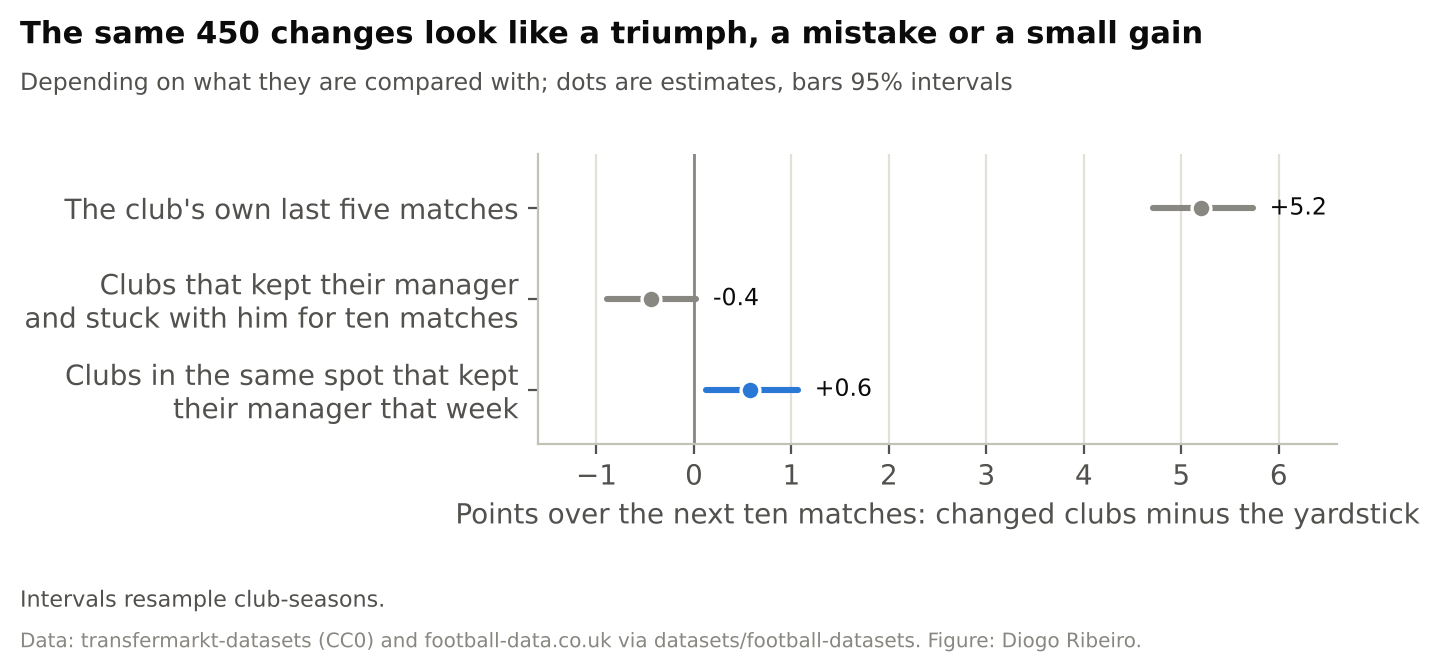 The same 450 changes look like a triumph, a mistake or a small gain
Depending on what they are compared with; dots are estimates, bars 95% intervals
The club's own last five matches
+5.2
Clubs that kept their manager
and stuck with him for ten matches
-0.4
Clubs in the same spot that kept
their manager that week
+0.6
−1 0 1 2 3 4 5 6
Points over the next ten matches: changed clubs minus the yardstick
Intervals resample club-seasons.
Data: transfermarkt-datasets (CC0) and football-data.co.uk via datasets/football-datasets. Figure: Diogo Ribeiro.